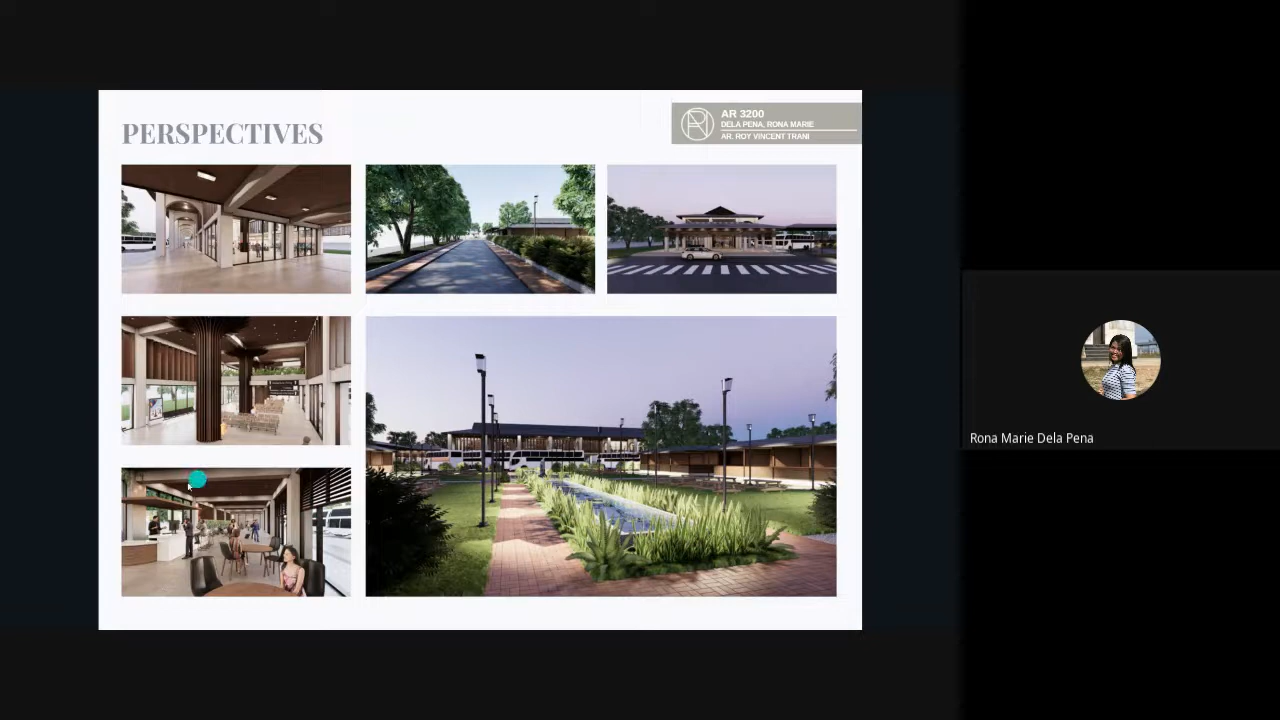 PERSPECTIVES
AR 3200
DELA PENA, RONA MARIE
AR. ROY VINCENT TRANI
Rona Marie Dela Pena